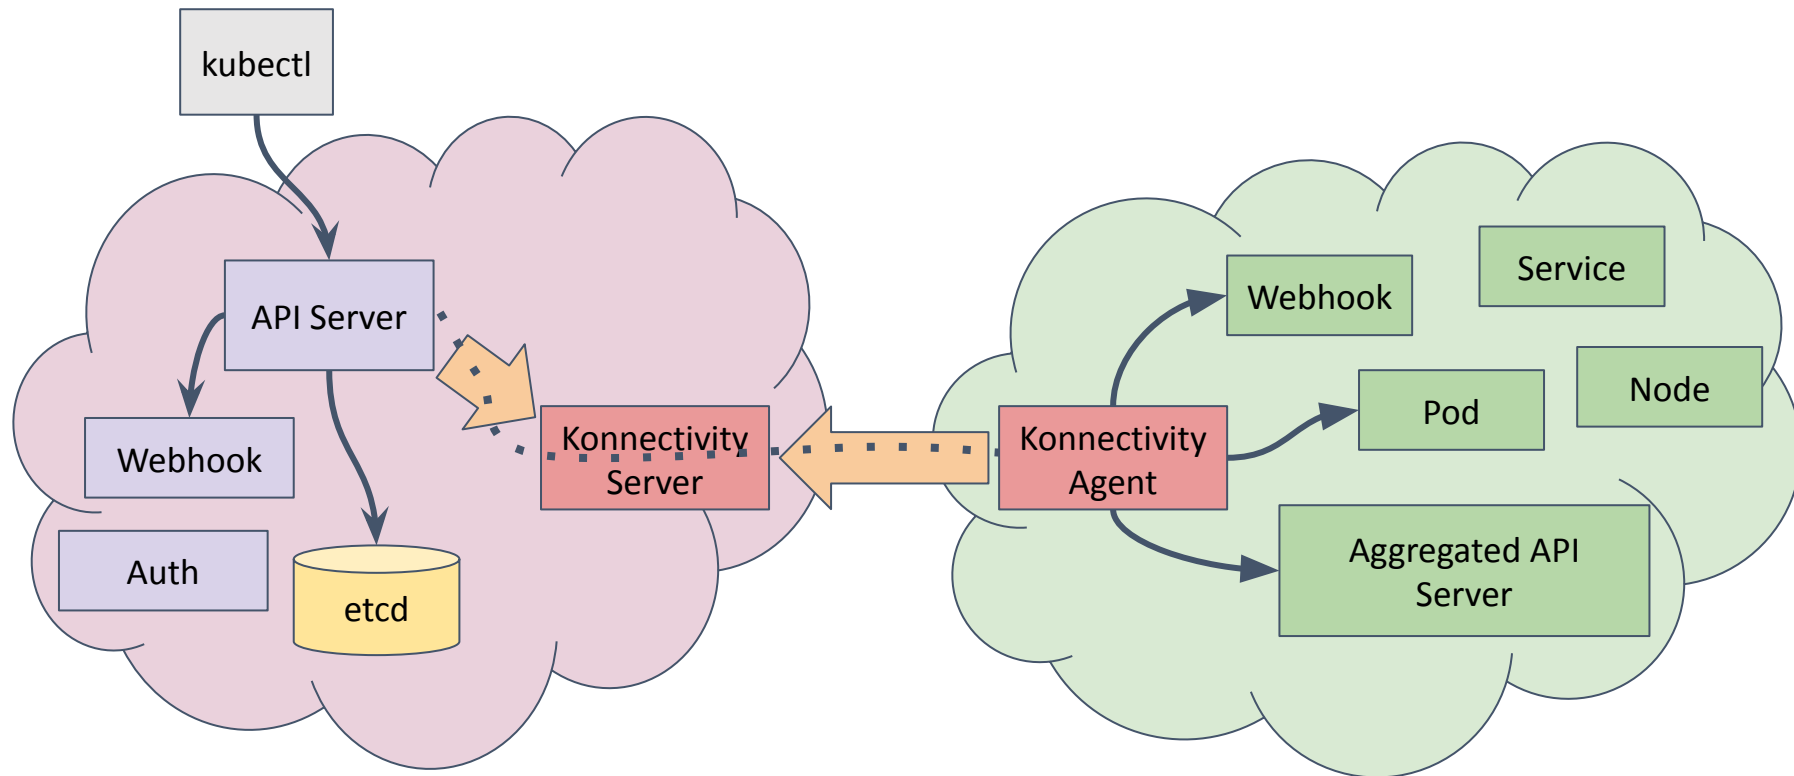 kubectl
API Server
Webhook
Auth
etcd
Konnectivity
Server
Konnectivity
Agent
Webhook
Service
Pod
Node
Aggregated API
Server